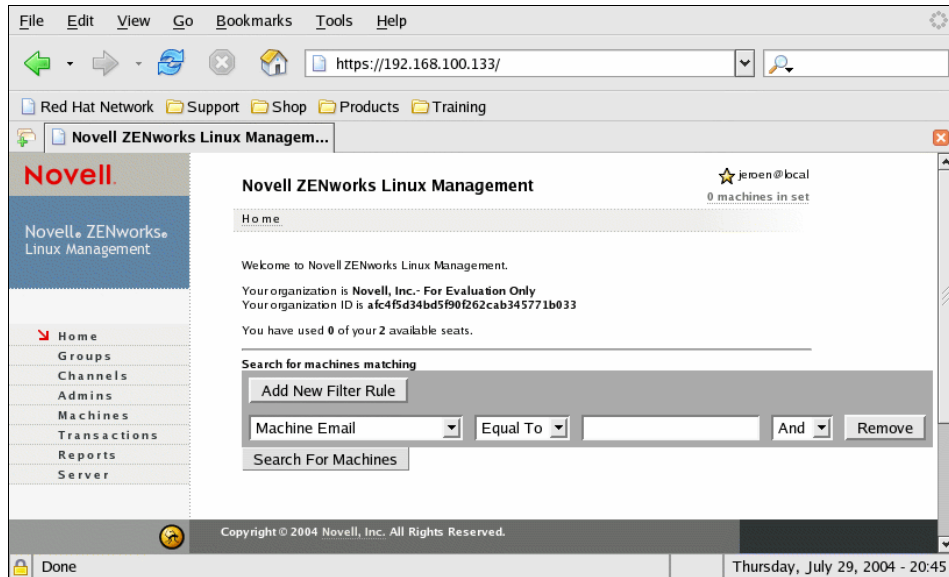 File Edit View Go Bookmarks Tools Help
https://192.168.100.133/
Red Hat Network Support Shop Products Training
Novell ZENworks Linux Managem...
Novell.
Novell® ZENworks®
Linux Management
Home
Groups
Channels
Admins
Machines
Transactions
Reports
Server
Novell ZENworks Linux Management
jeroen@local
0 machines in set
Home
Welcome to Novell ZENworks Linux Management.
Your organization is Novell, Inc.- For Evaluation Only
Your organization ID is afc4f5d34bd5f90f262cab345771b033
You have used 0 of your 2 available seats.
Search for machines matching
Add New Filter Rule
Machine Email Equal To And Remove
Search For Machines
Copyright © 2004 Novell, Inc. All Rights Reserved.
Done Thursday, July 29, 2004 - 20:45